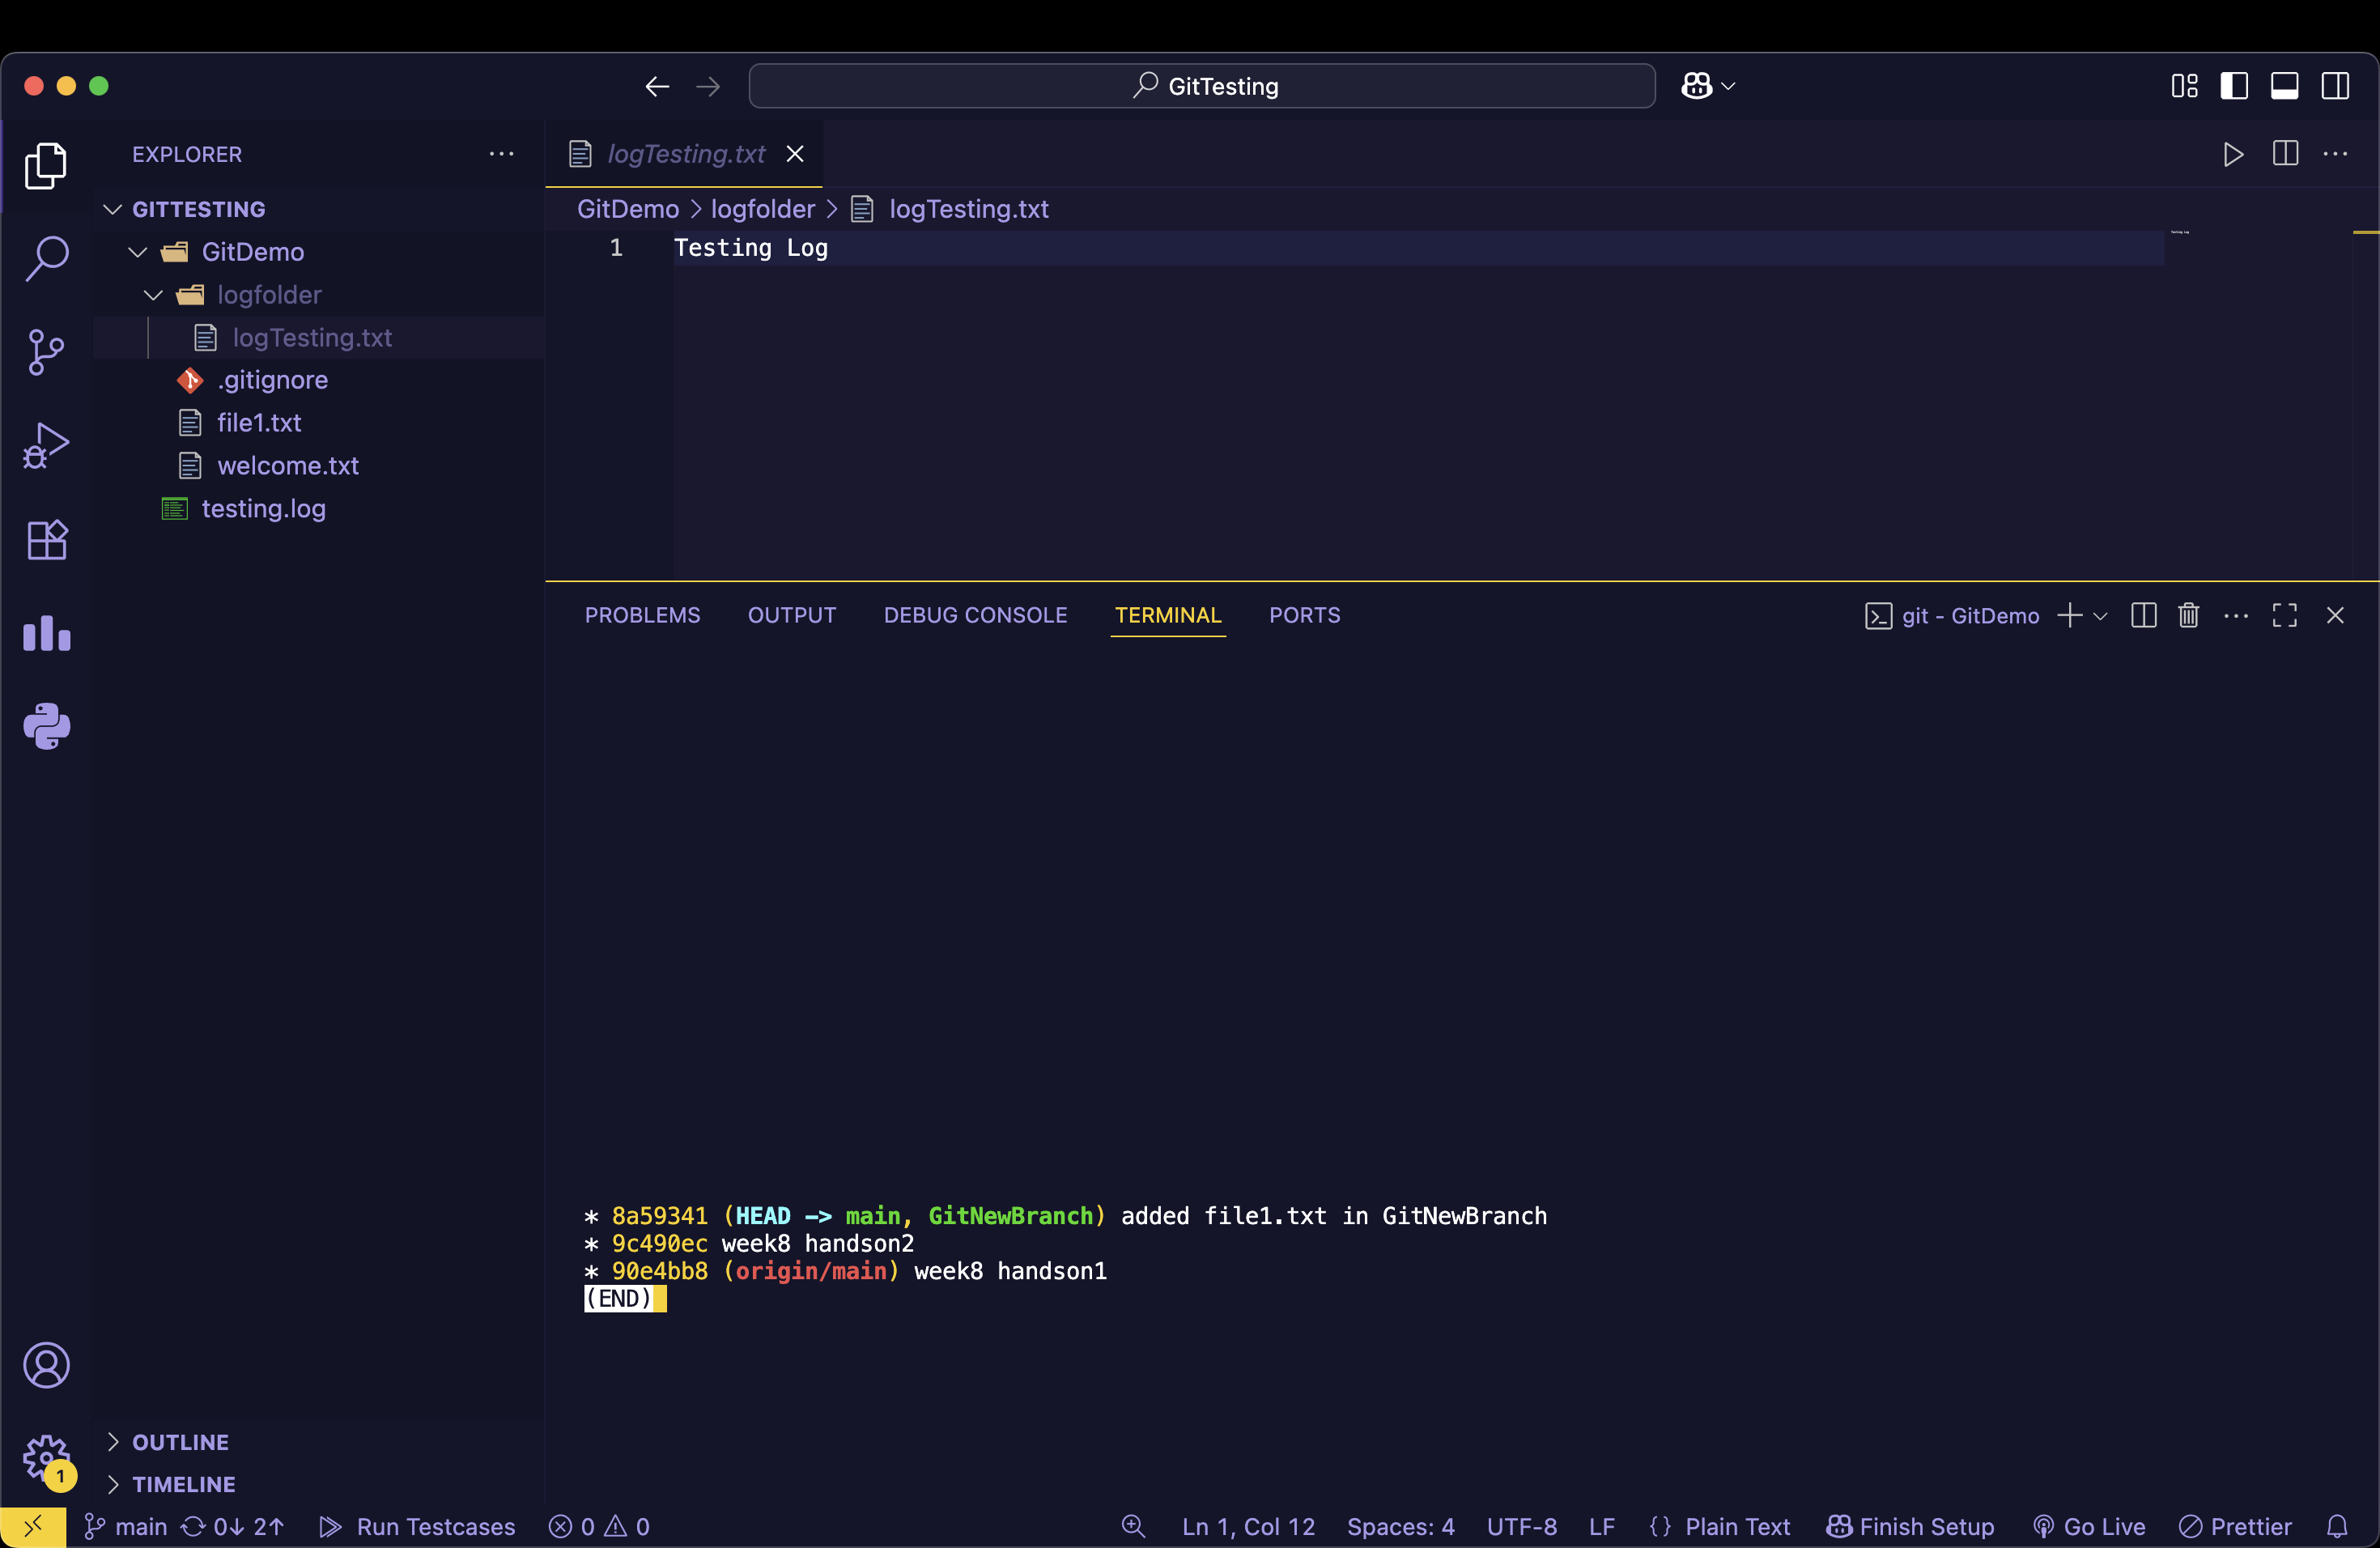 GitTesting
EXPLORER
GITTESTING
GitDemo
logfolder
logTesting.txt
.gitignore
file1.txt
welcome.txt
testing.log
OUTLINE
TIMELINE
logTesting.txt
GitDemo > logfolder > logTesting.txt
1 Testing Log
PROBLEMS OUTPUT DEBUG CONSOLE TERMINAL PORTS git - GitDemo
* 8a59341 (HEAD -> main, GitNewBranch) added file1.txt in GitNewBranch
* 9c490ec week8 handson2
* 90e4bb8 (origin/main) week8 handson1
(END)
1
main 0↓ 2↑ Run Testcases 0 0 Ln 1, Col 12 Spaces: 4 UTF-8 LF {} Plain Text Finish Setup Go Live Prettier